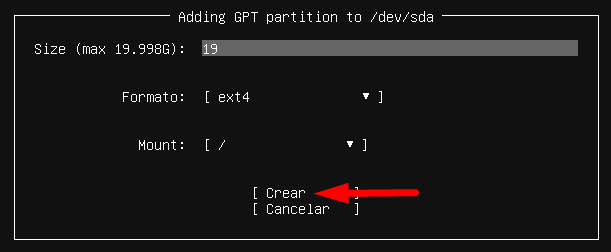 Adding GPT partition to /dev/sda
Size (max 19.998G): 19
Formato: [ ext4 ▾ ]
Mount: [ / ▾ ]
[ Crear ]
[ Cancelar ]